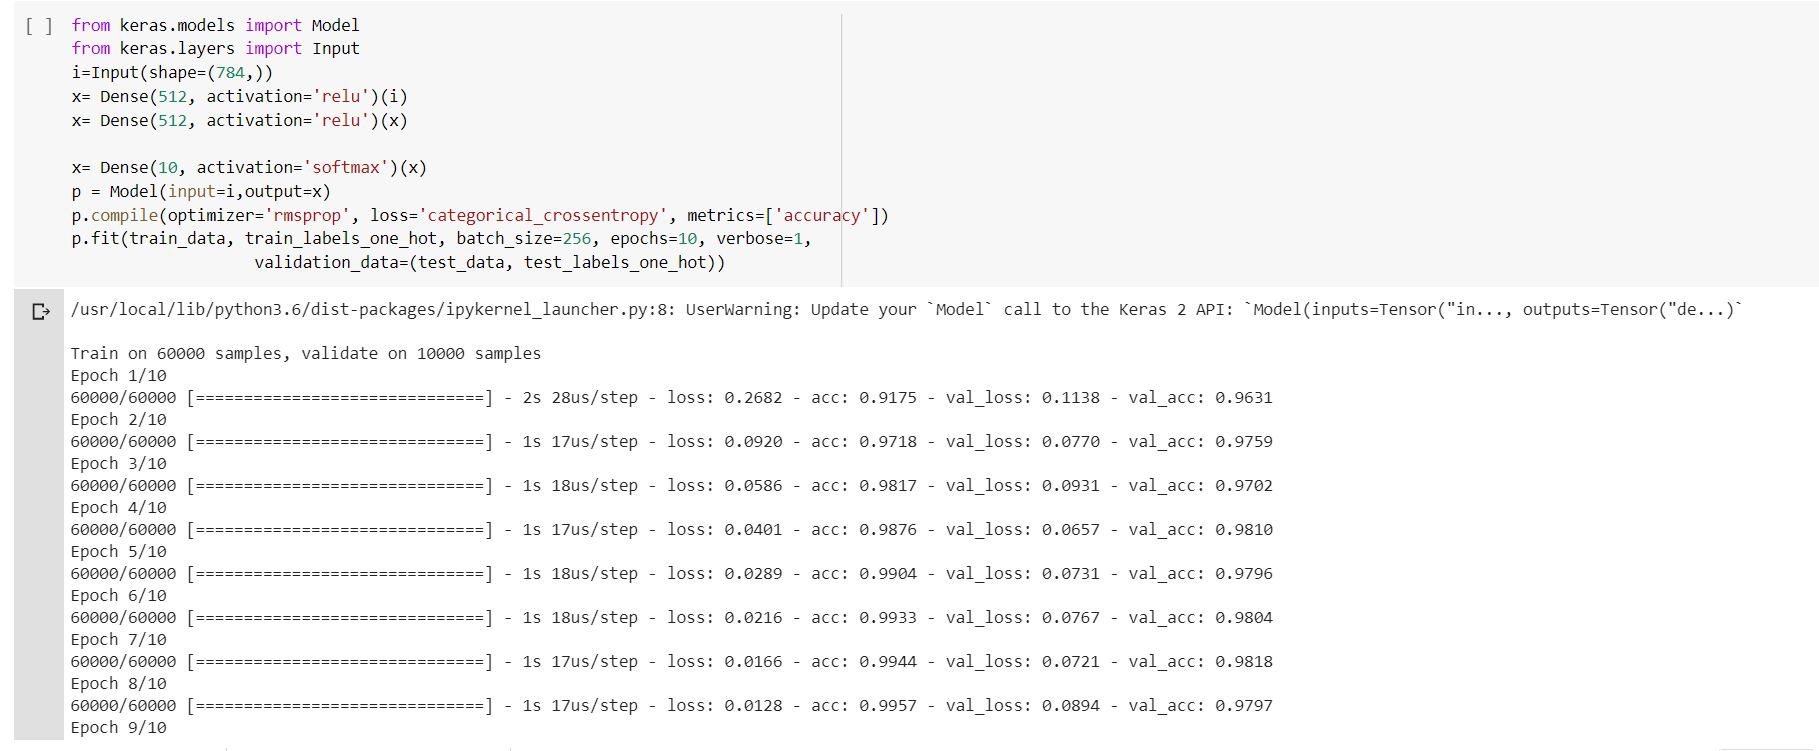 [ ] from keras.models import Model
from keras.layers import Input
i=Input(shape=(784,))
x= Dense(512, activation='relu')(i)
x= Dense(512, activation='relu')(x)
x= Dense(10, activation='softmax')(x)
p = Model(input=i,output=x)
p.compile(optimizer='rmsprop', loss='categorical_crossentropy', metrics=['accuracy'])
p.fit(train_data, train_labels_one_hot, batch_size=256, epochs=10, verbose=1,
validation_data=(test_data, test_labels_one_hot))
/usr/local/lib/python3.6/dist-packages/ipykernel_launcher.py:8: UserWarning: Update your `Model` call to the Keras 2 API: `Model(inputs=Tensor("in..., outputs=Tensor("de...)`
Train on 60000 samples, validate on 10000 samples
Epoch 1/10
60000/60000 [==============================] - 2s 28us/step - loss: 0.2682 - acc: 0.9175 - val_loss: 0.1138 - val_acc: 0.9631
Epoch 2/10
60000/60000 [==============================] - 1s 17us/step - loss: 0.0920 - acc: 0.9718 - val_loss: 0.0770 - val_acc: 0.9759
Epoch 3/10
60000/60000 [==============================] - 1s 18us/step - loss: 0.0586 - acc: 0.9817 - val_loss: 0.0931 - val_acc: 0.9702
Epoch 4/10
60000/60000 [==============================] - 1s 17us/step - loss: 0.0401 - acc: 0.9876 - val_loss: 0.0657 - val_acc: 0.9810
Epoch 5/10
60000/60000 [==============================] - 1s 18us/step - loss: 0.0289 - acc: 0.9904 - val_loss: 0.0731 - val_acc: 0.9796
Epoch 6/10
60000/60000 [==============================] - 1s 18us/step - loss: 0.0216 - acc: 0.9933 - val_loss: 0.0767 - val_acc: 0.9804
Epoch 7/10
60000/60000 [==============================] - 1s 17us/step - loss: 0.0166 - acc: 0.9944 - val_loss: 0.0721 - val_acc: 0.9818
Epoch 8/10
60000/60000 [==============================] - 1s 17us/step - loss: 0.0128 - acc: 0.9957 - val_loss: 0.0894 - val_acc: 0.9797
Epoch 9/10